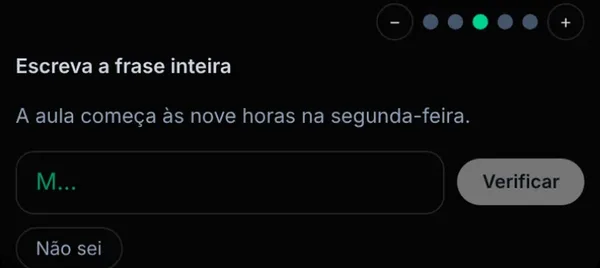 − +
Escreva a frase inteira
A aula começa às nove horas na segunda-feira.
M...
Verificar
Não sei